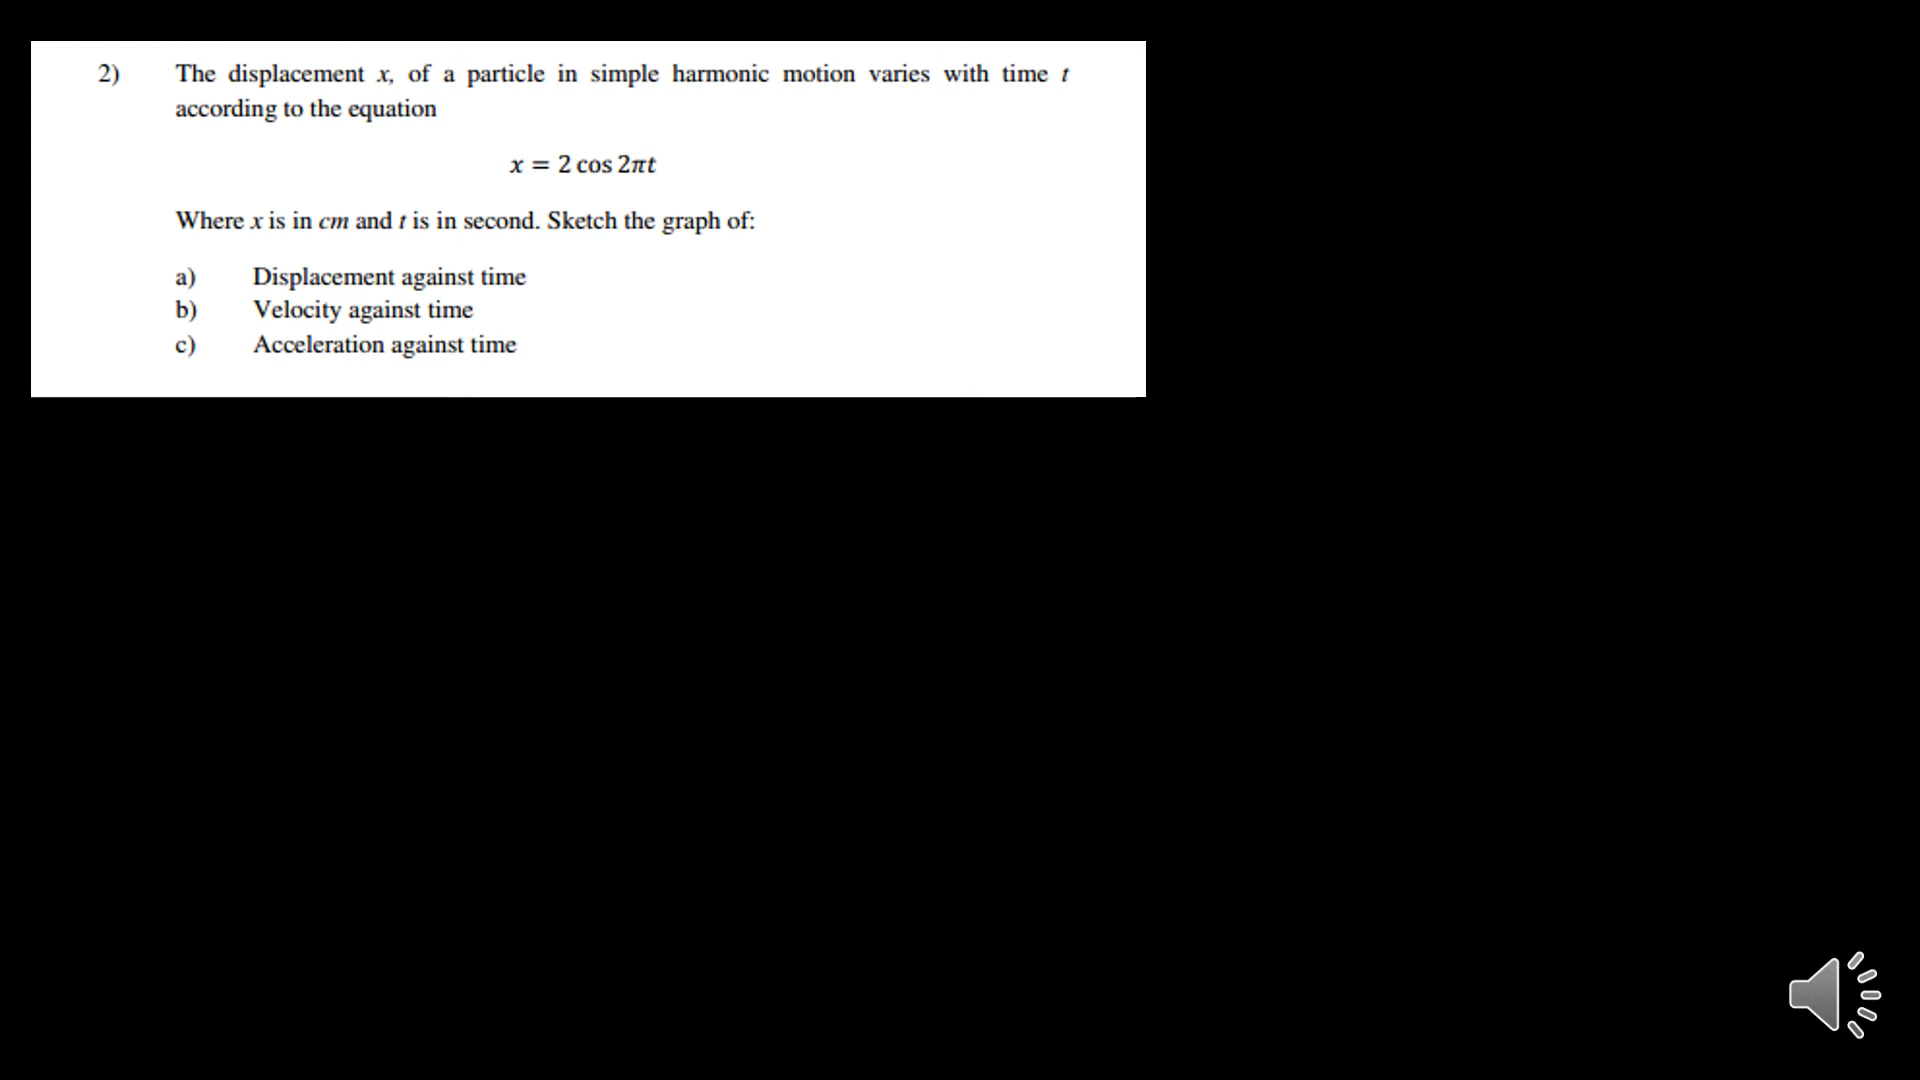 2) The displacement x, of a particle in simple harmonic motion varies with time t
according to the equation
x = 2 cos 2πt
Where x is in cm and t is in second. Sketch the graph of:
a) Displacement against time
b) Velocity against time
c) Acceleration against time